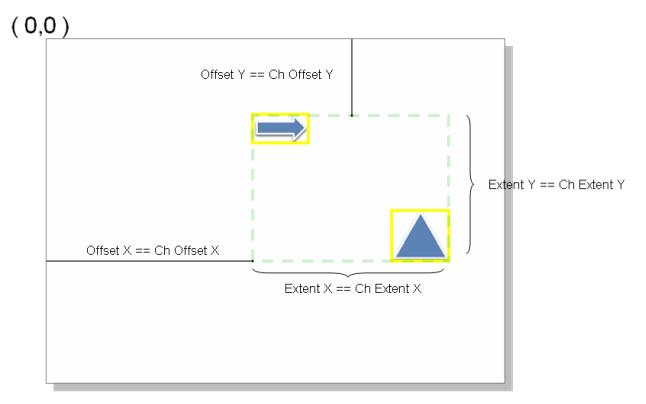 ( 0,0 )
Offset Y == Ch Offset Y
Extent Y == Ch Extent Y
Offset X == Ch Offset X
Extent X == Ch Extent X